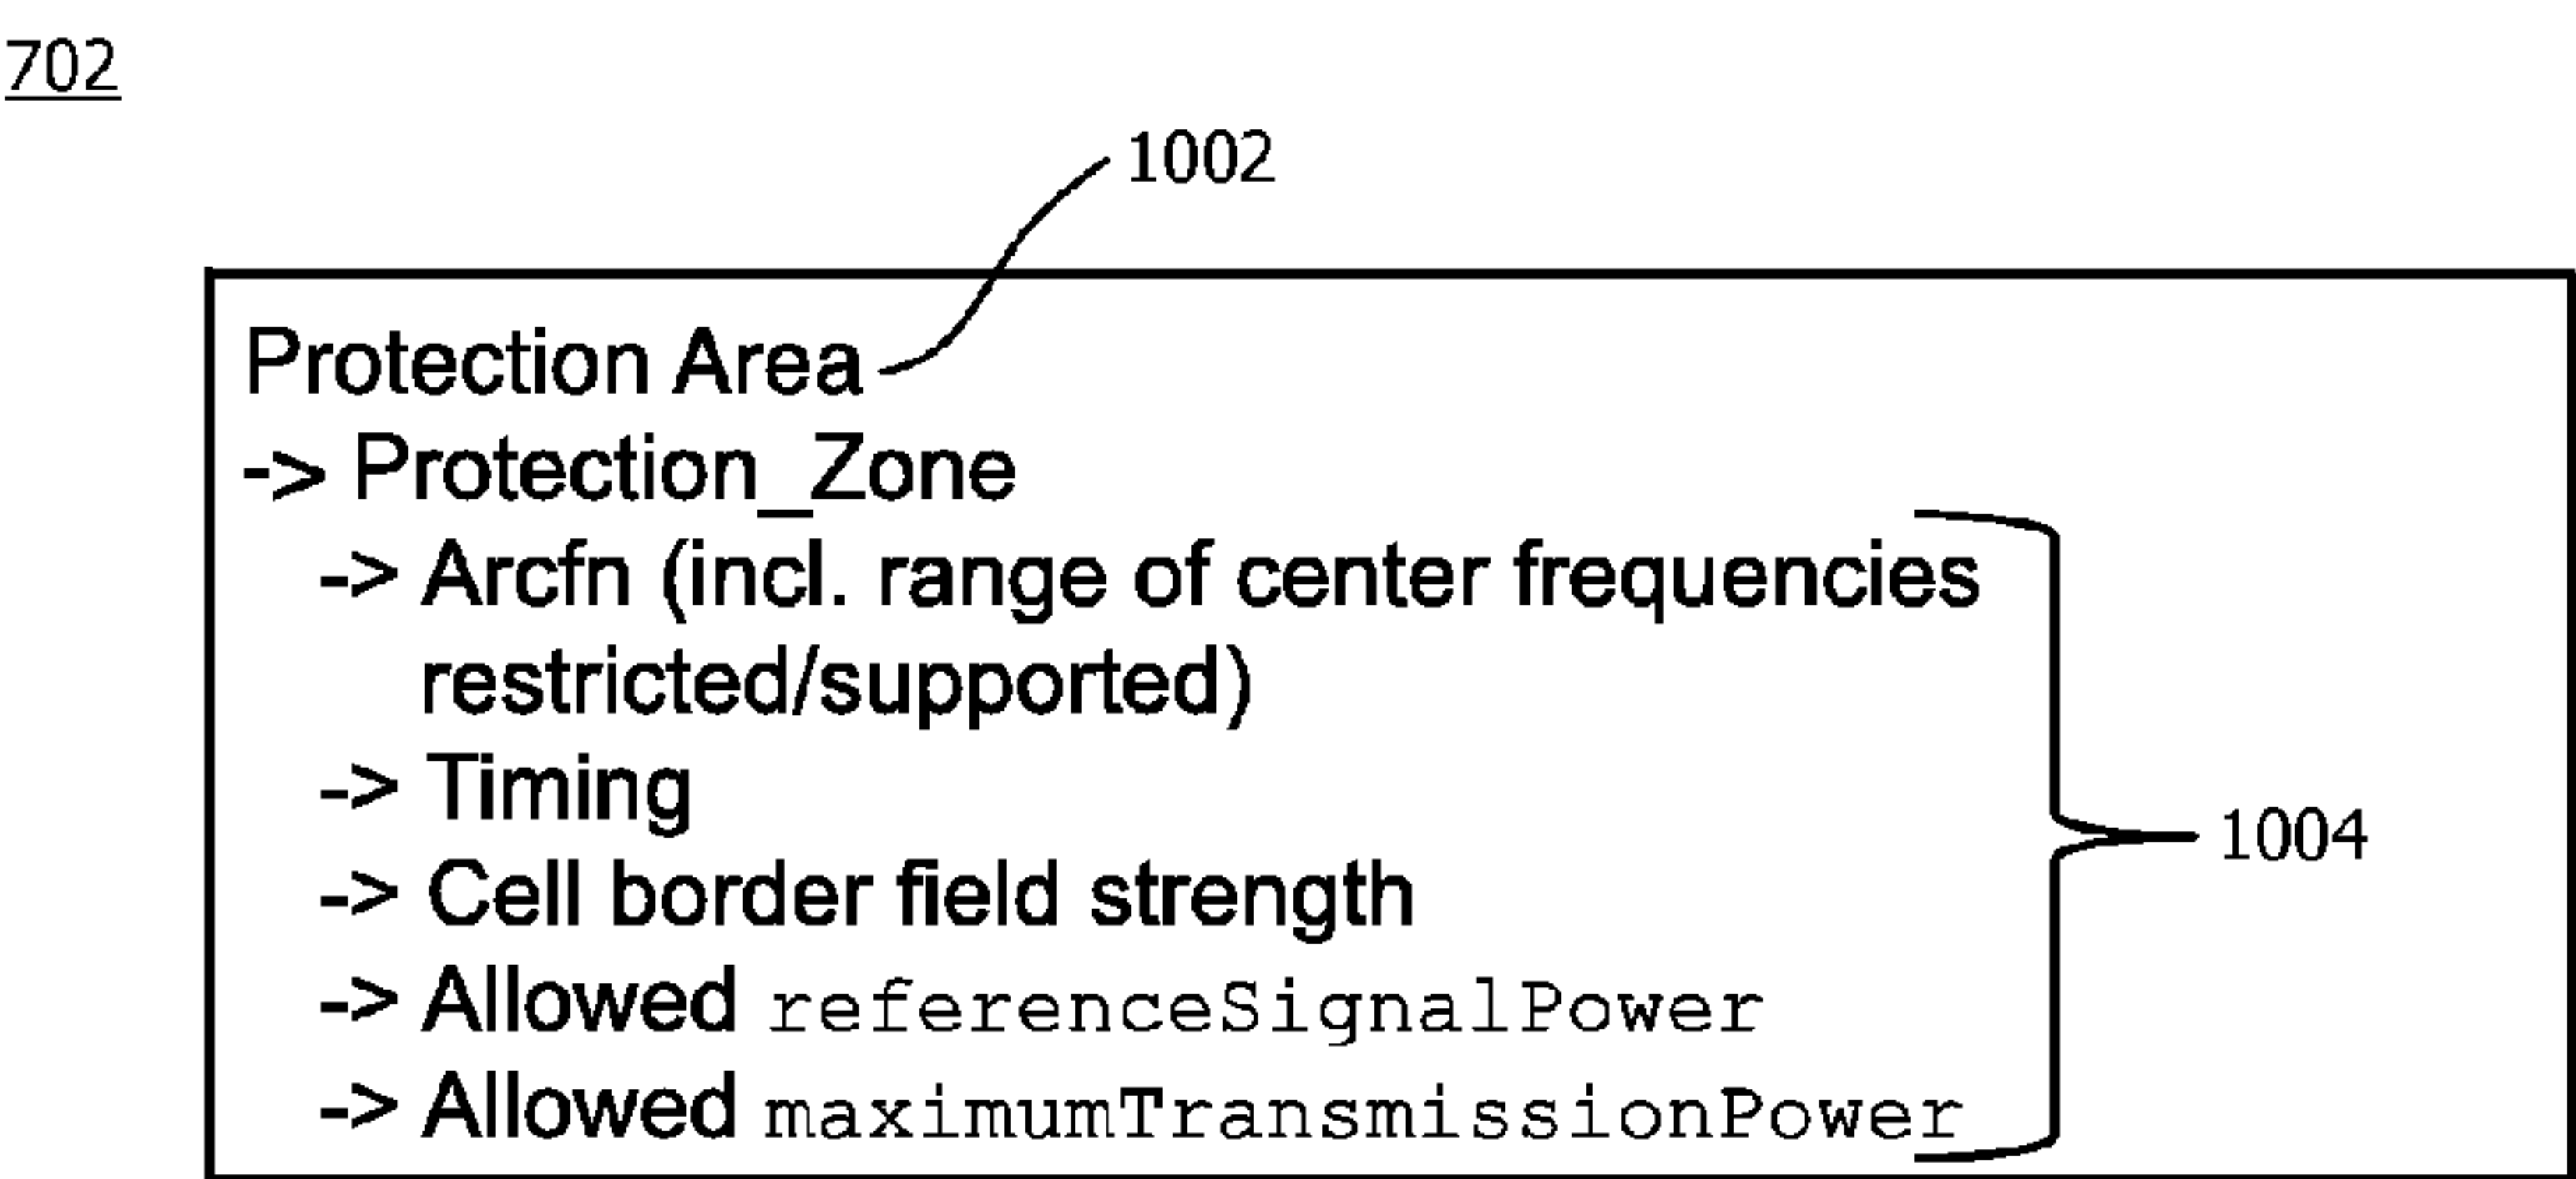 702
1002
Protection Area
-> Protection_Zone
-> Arcfn (incl. range of center frequencies
restricted/supported)
-> Timing
1004
-> Cell border field strength
-> Allowed referenceSignalPower
-> Allowed maximumTransmissionPower